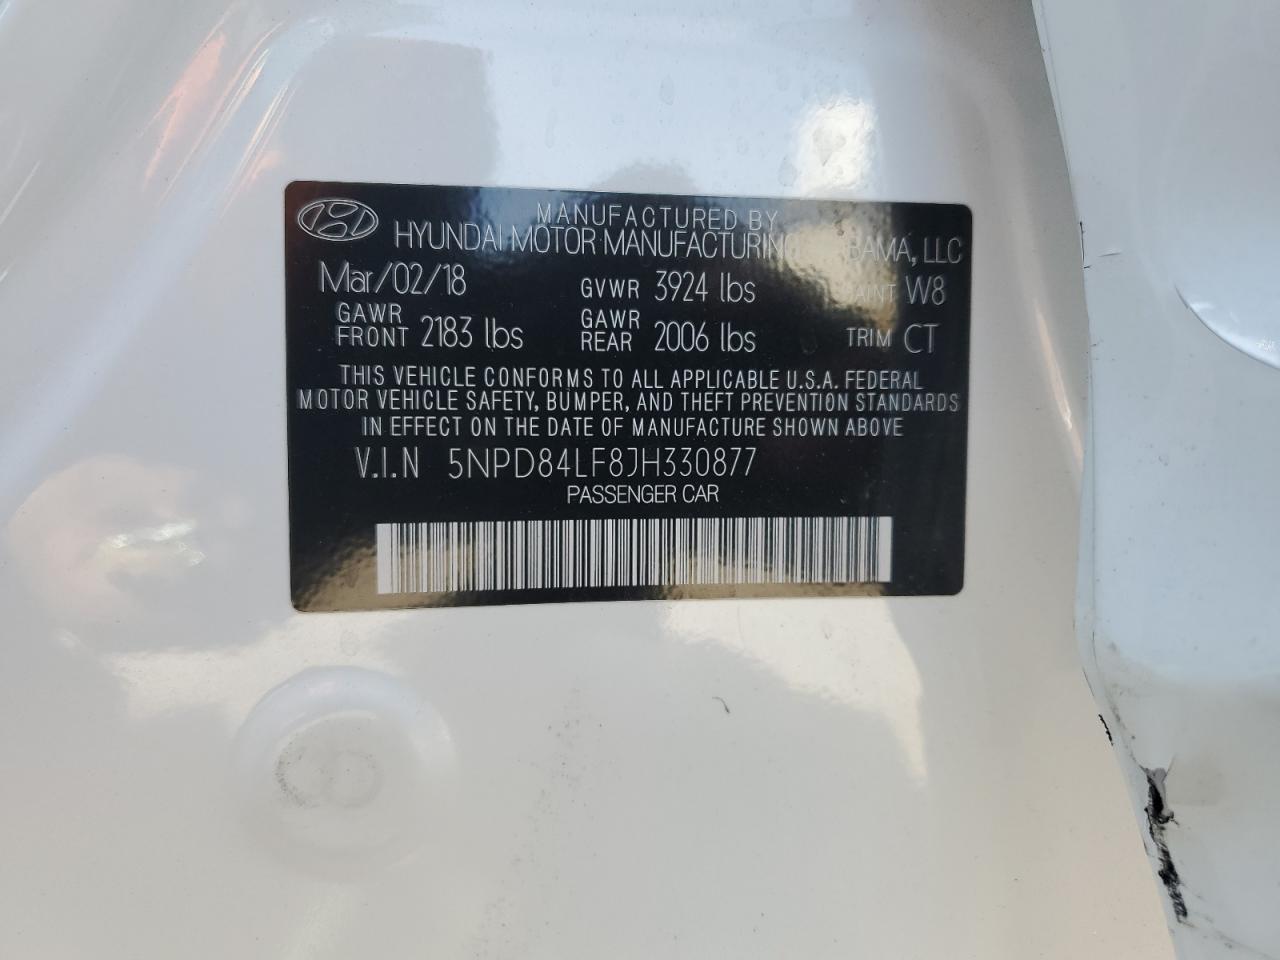 MANUFACTURED BY
HYUNDAI MOTOR MANUFACTURING BAMA, LLC
Mar/02/18 GVWR 3924 lbs AINT W8
GAWR FRONT 2183 lbs GAWR REAR 2006 lbs TRIM CT
THIS VEHICLE CONFORMS TO ALL APPLICABLE U.S.A. FEDERAL
MOTOR VEHICLE SAFETY, BUMPER, AND THEFT PREVENTION STANDARDS
IN EFFECT ON THE DATE OF MANUFACTURE SHOWN ABOVE
V.I.N 5NPD84LF8JH330877
PASSENGER CAR